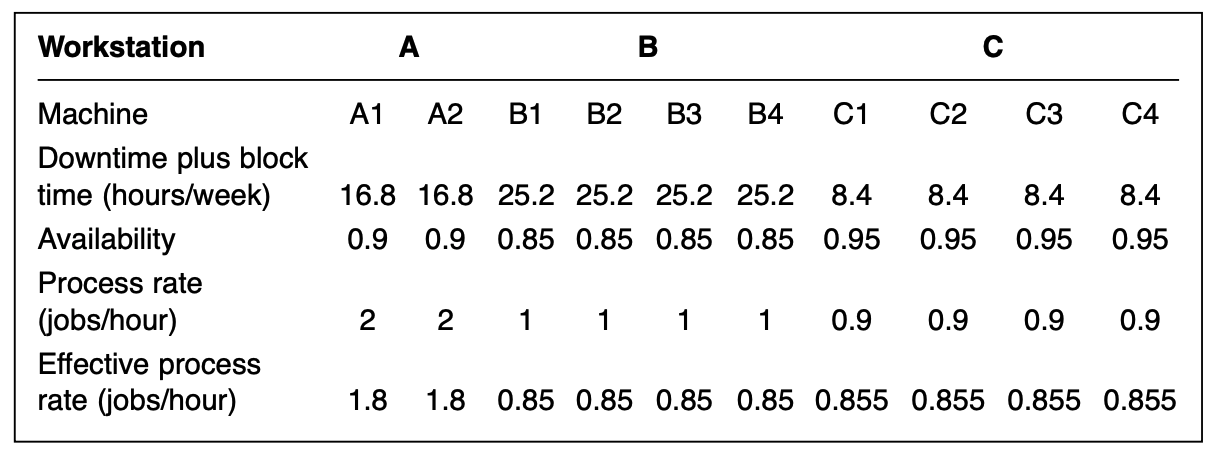 Workstation A B C
Machine A1 A2 B1 B2 B3 B4 C1 C2 C3 C4
Downtime plus block
time (hours/week) 16.8 16.8 25.2 25.2 25.2 25.2 8.4 8.4 8.4 8.4
Availability 0.9 0.9 0.85 0.85 0.85 0.85 0.95 0.95 0.95 0.95
Process rate
(jobs/hour) 2 2 1 1 1 1 0.9 0.9 0.9 0.9
Effective process
rate (jobs/hour) 1.8 1.8 0.85 0.85 0.85 0.85 0.855 0.855 0.855 0.855